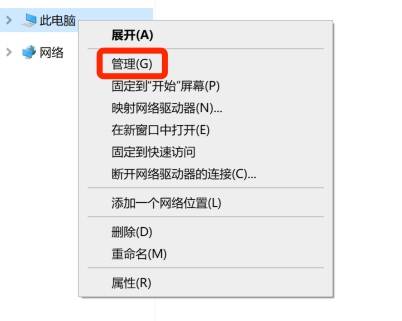 此电脑
展开(A)
网络
管理(G)
固定到"开始"屏幕(P)
映射网络驱动器(N)...
在新窗口中打开(E)
固定到快速访问
断开网络驱动器的连接(C)...
添加一个网络位置(L)
删除(D)
重命名(M)
属性(R)